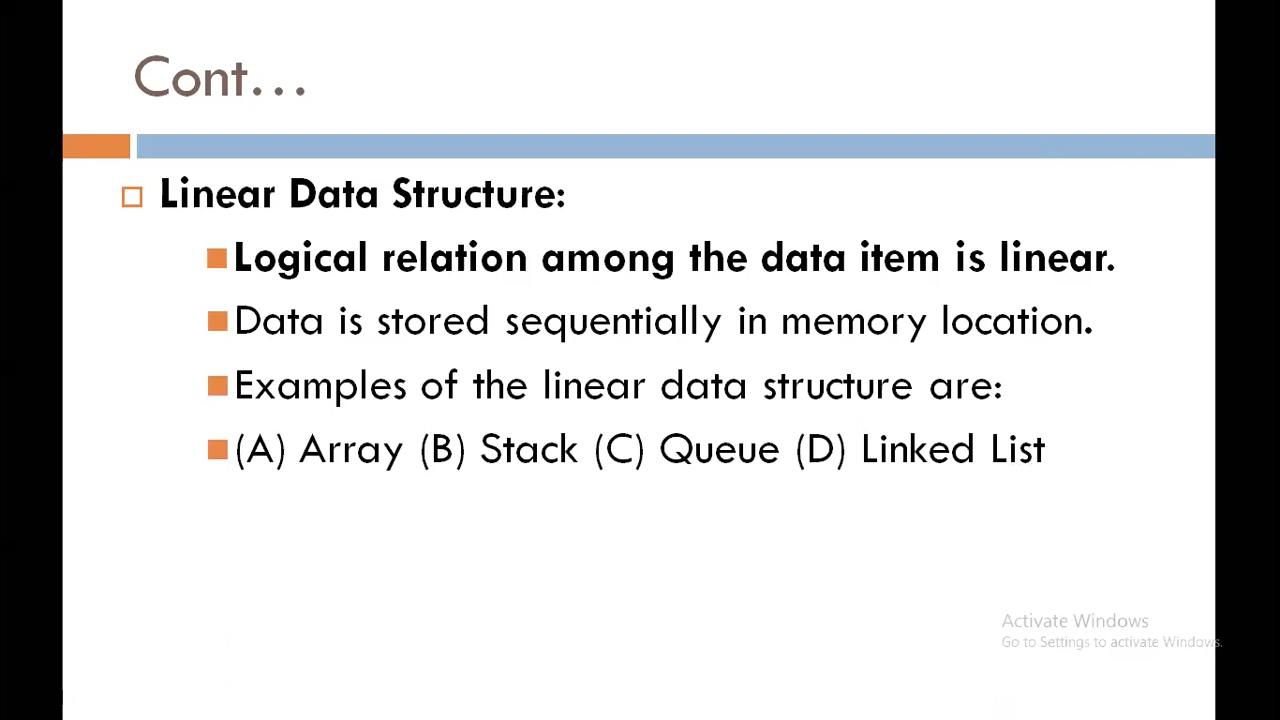 Cont...
Linear Data Structure:
Logical relation among the data item is linear.
Data is stored sequentially in memory location.
Examples of the linear data structure are:
(A) Array (B) Stack (C) Queue (D) Linked List
Activate Windows
Go to Settings to activate Windows.